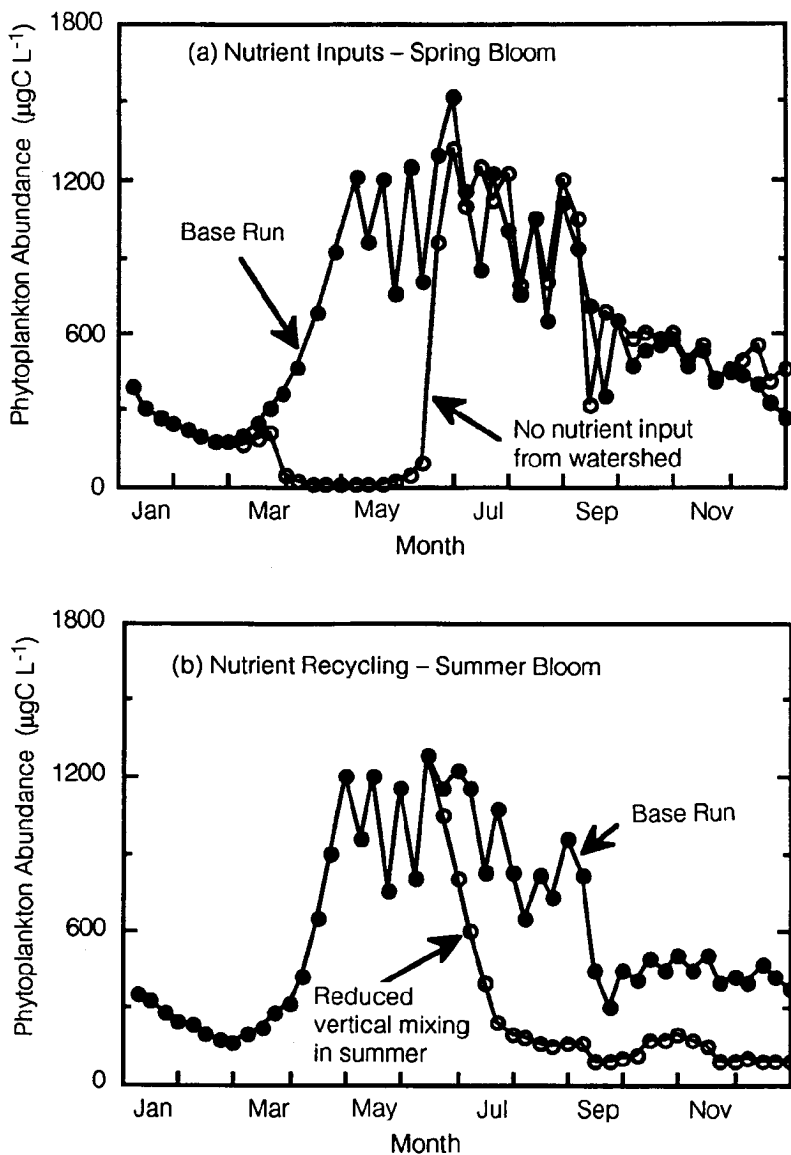 1800
(a) Nutrient Inputs – Spring Bloom
Phytoplankton Abundance (µgC L⁻¹)
1200
Base Run
600
No nutrient input
from watershed
0
Jan Mar May Jul Sep Nov
Month
1800
(b) Nutrient Recycling – Summer Bloom
Phytoplankton Abundance (µgC L⁻¹)
1200
Base Run
600
Reduced
vertical mixing
in summer
0
Jan Mar May Jul Sep Nov
Month